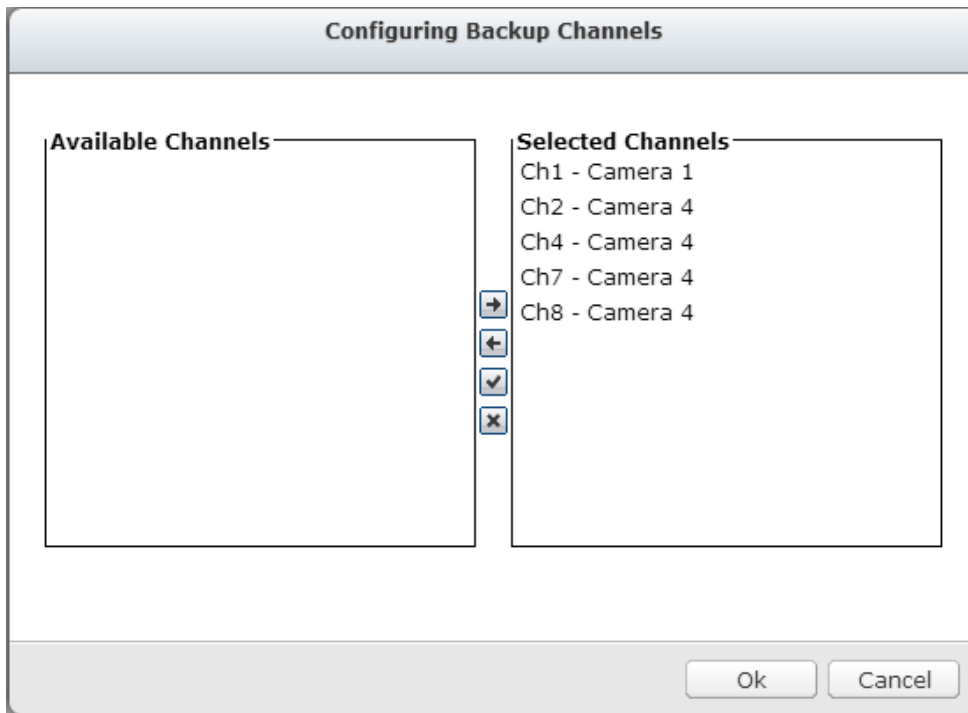 Configuring Backup Channels
Available Channels
Selected Channels
Ch1 - Camera 1
Ch2 - Camera 4
Ch4 - Camera 4
Ch7 - Camera 4
Ch8 - Camera 4
Ok
Cancel